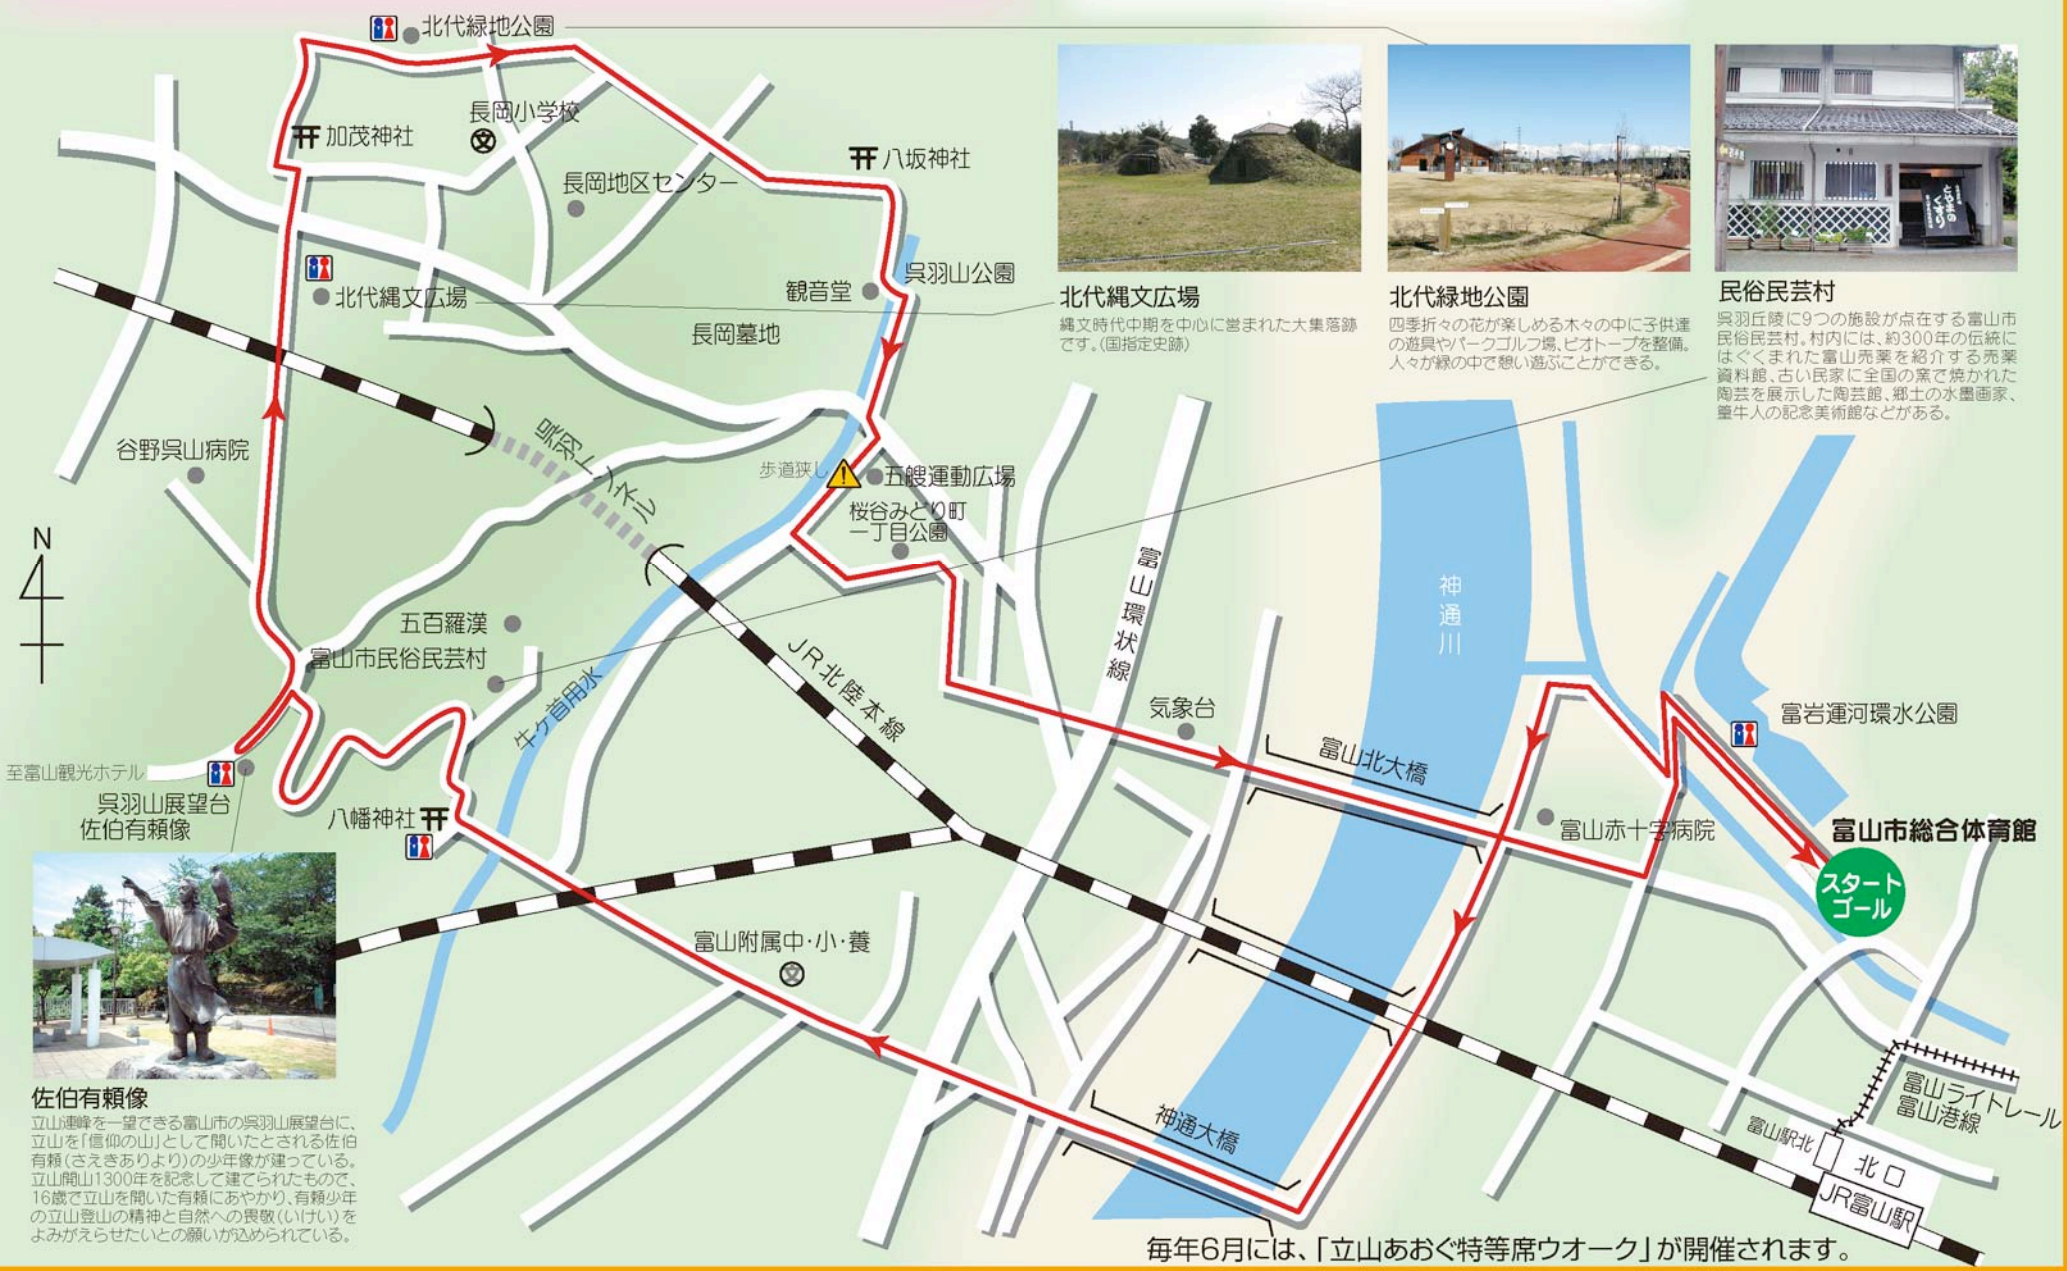 北代緑地公園
長岡小学校
加茂神社
八坂神社
長岡地区センター
呉羽山公園
観音堂
北代縄文広場
長岡墓地
谷野呉山病院
呉羽トンネル
歩道狭し
五艘運動広場
桜谷みどり町
一丁目公園
N
五百羅漢
富山市民俗民芸村
牛ケ首用水
JR北陸本線
富山環状線
神通川
気象台
富山北大橋
富岩運河環水公園
富山赤十字病院
富山市総合体育館
スタート
ゴール
至富山観光ホテル
呉羽山展望台
佐伯有頼像
八幡神社
富山附属中・小・養
神通大橋
富山ライトレール
富山港線
富山駅北
北口
JR富山駅
北代縄文広場
縄文時代中期を中心に営まれた大集落跡
です。(国指定史跡)
北代緑地公園
四季折々の花が楽しめる木々の中に子供達
の遊具やパークゴルフ場、ビオトープを整備。
人々が緑の中で憩い遊ぶことができる。
民俗民芸村
呉羽丘陵に9つの施設が点在する富山市
民俗民芸村。村内には、約300年の伝統に
はぐくまれた富山売薬を紹介する売薬
資料館、古い民家に全国の窯で焼かれた
陶芸を展示した陶芸館、郷土の水墨画家、
篁牛人の記念美術館などがある。
佐伯有頼像
立山連峰を一望できる富山市の呉羽山展望台に、
立山を「信仰の山」として開いたとされる佐伯
有頼(さえきありより)の少年像が建っている。
立山開山1300年を記念して建てられたもので、
16歳で立山を開いた有頼にあやかり、有頼少年
の立山登山の精神と自然への畏敬(いけい)を
よみがえらせたいとの願いが込められている。
毎年6月には、「立山あおぐ特等席ウオーク」が開催されます。